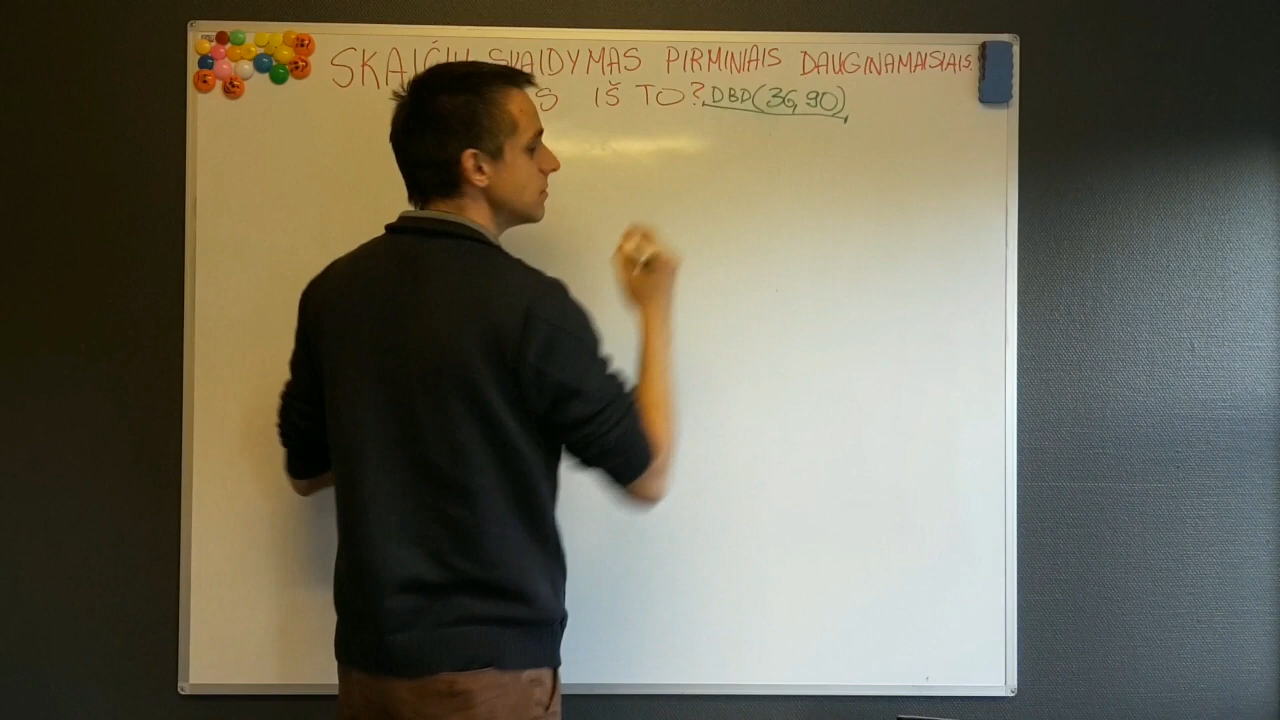 SKAIČIŲ SKAIDYMAS PIRMINIAIS DAUGINAMAISIAIS.
IŠ TO? DBD(36, 90)